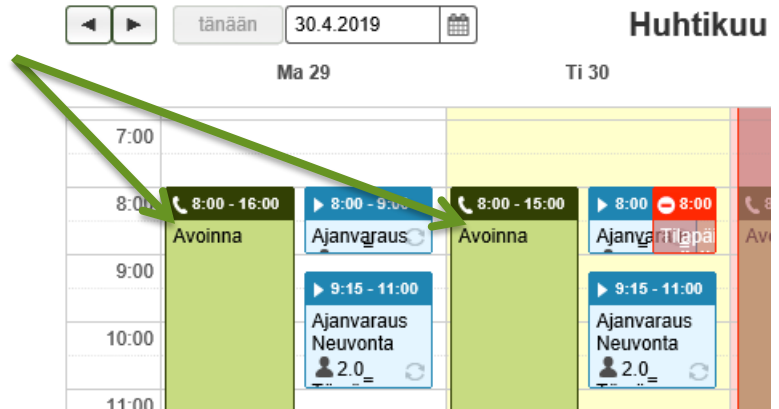 tänään 30.4.2019 Huhtikuu
Ma 29 Ti 30
7:00
8:00
8:00 - 16:00
Avoinna
8:00 - 9:00
Ajanvaraus
8:00 - 15:00
Avoinna
8:00
Ajanvar
8:00
Tilapäi
9:00
9:15 - 11:00
Ajanvaraus
Neuvonta
2.0
9:15 - 11:00
Ajanvaraus
Neuvonta
2.0
10:00
11:00